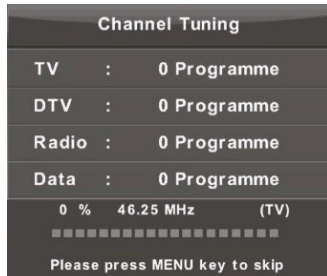 Channel Tuning
TV : 0 Programme
DTV : 0 Programme
Radio : 0 Programme
Data : 0 Programme
0 % 46.25 MHz (TV)
Please press MENU key to skip